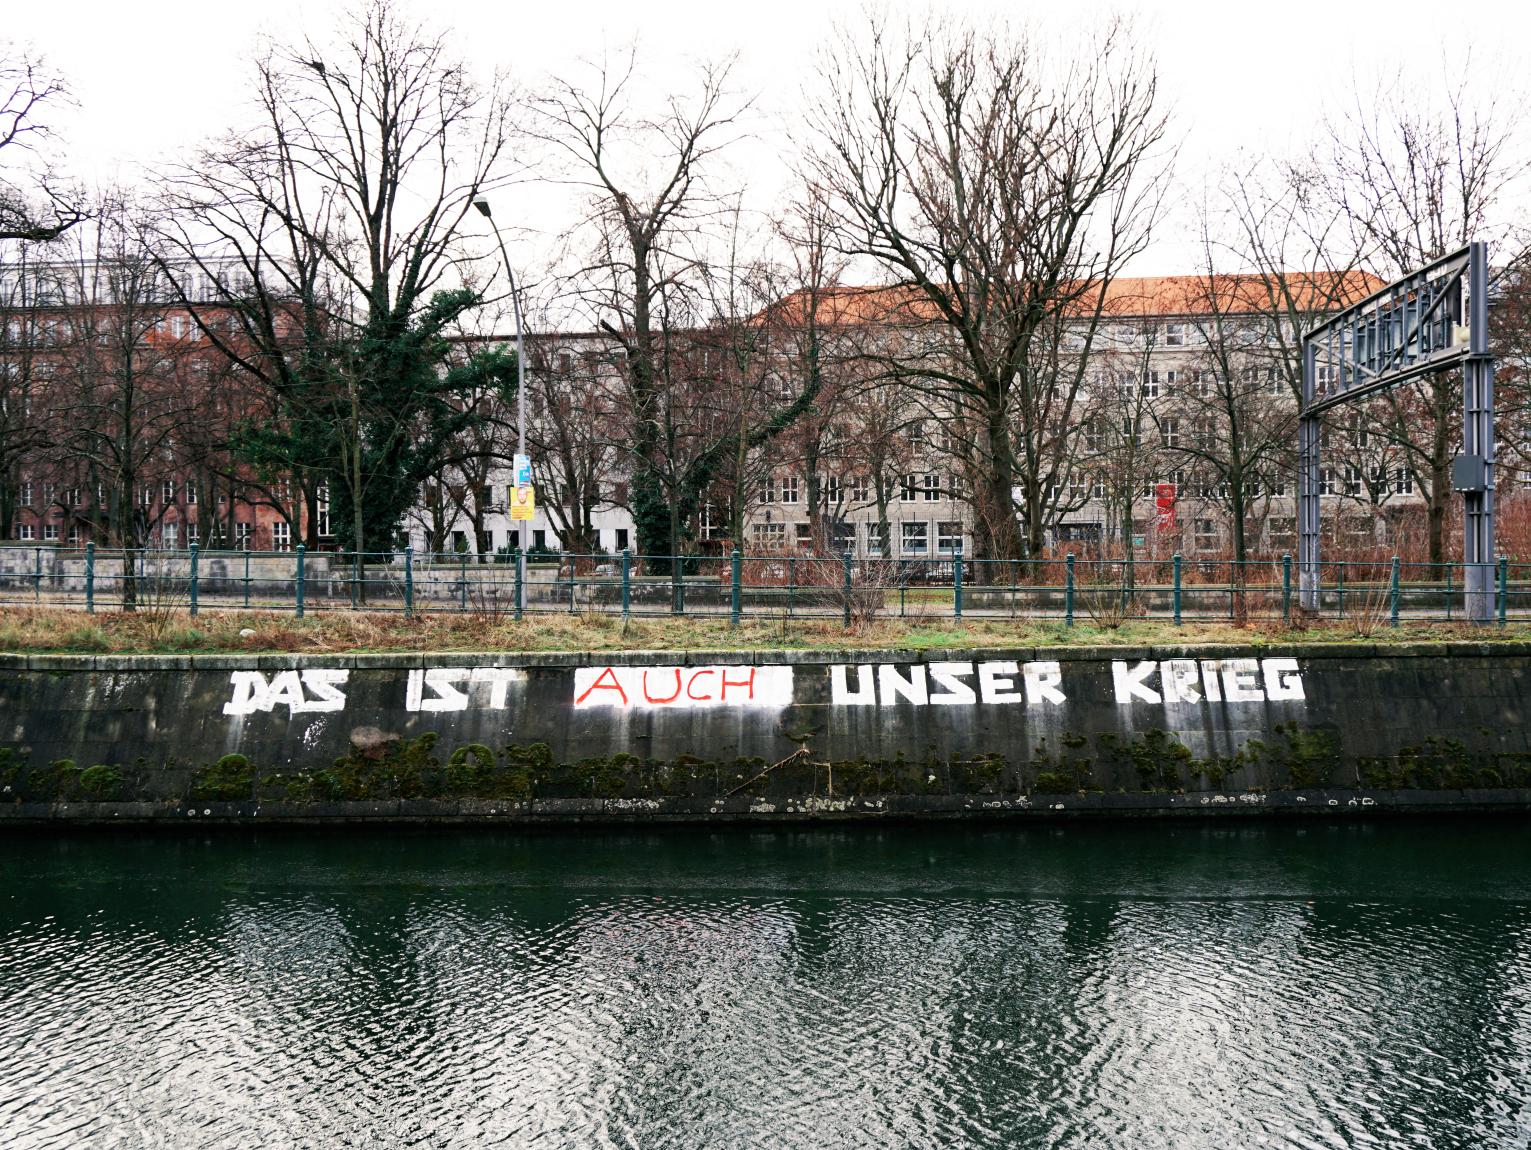 DAS IST AUCH UNSER KRIEG